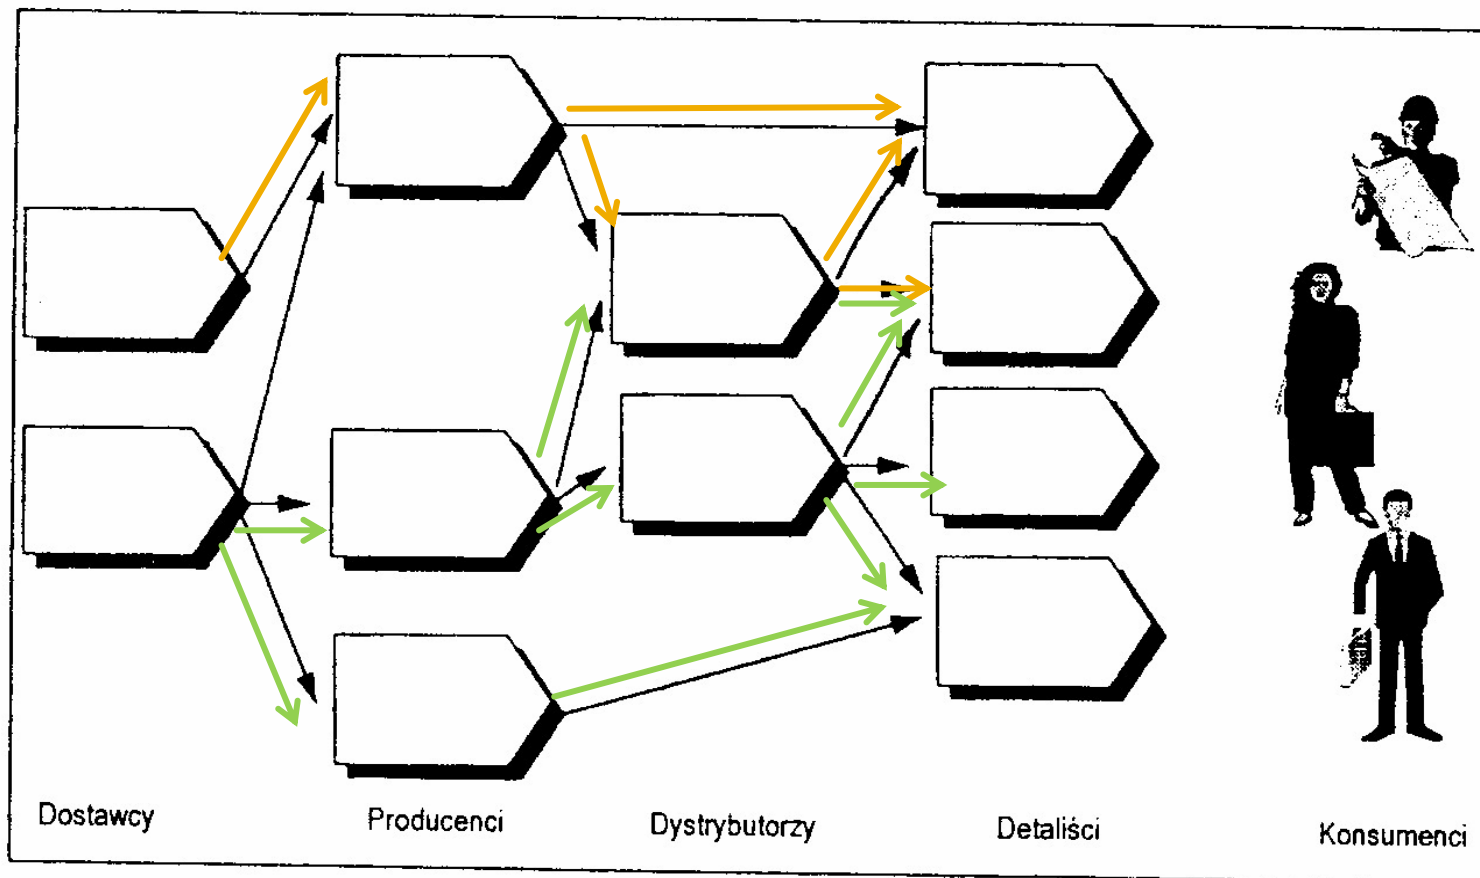 Dostawcy
Producenci
Dystrybutorzy
Detaliści
Konsumenci